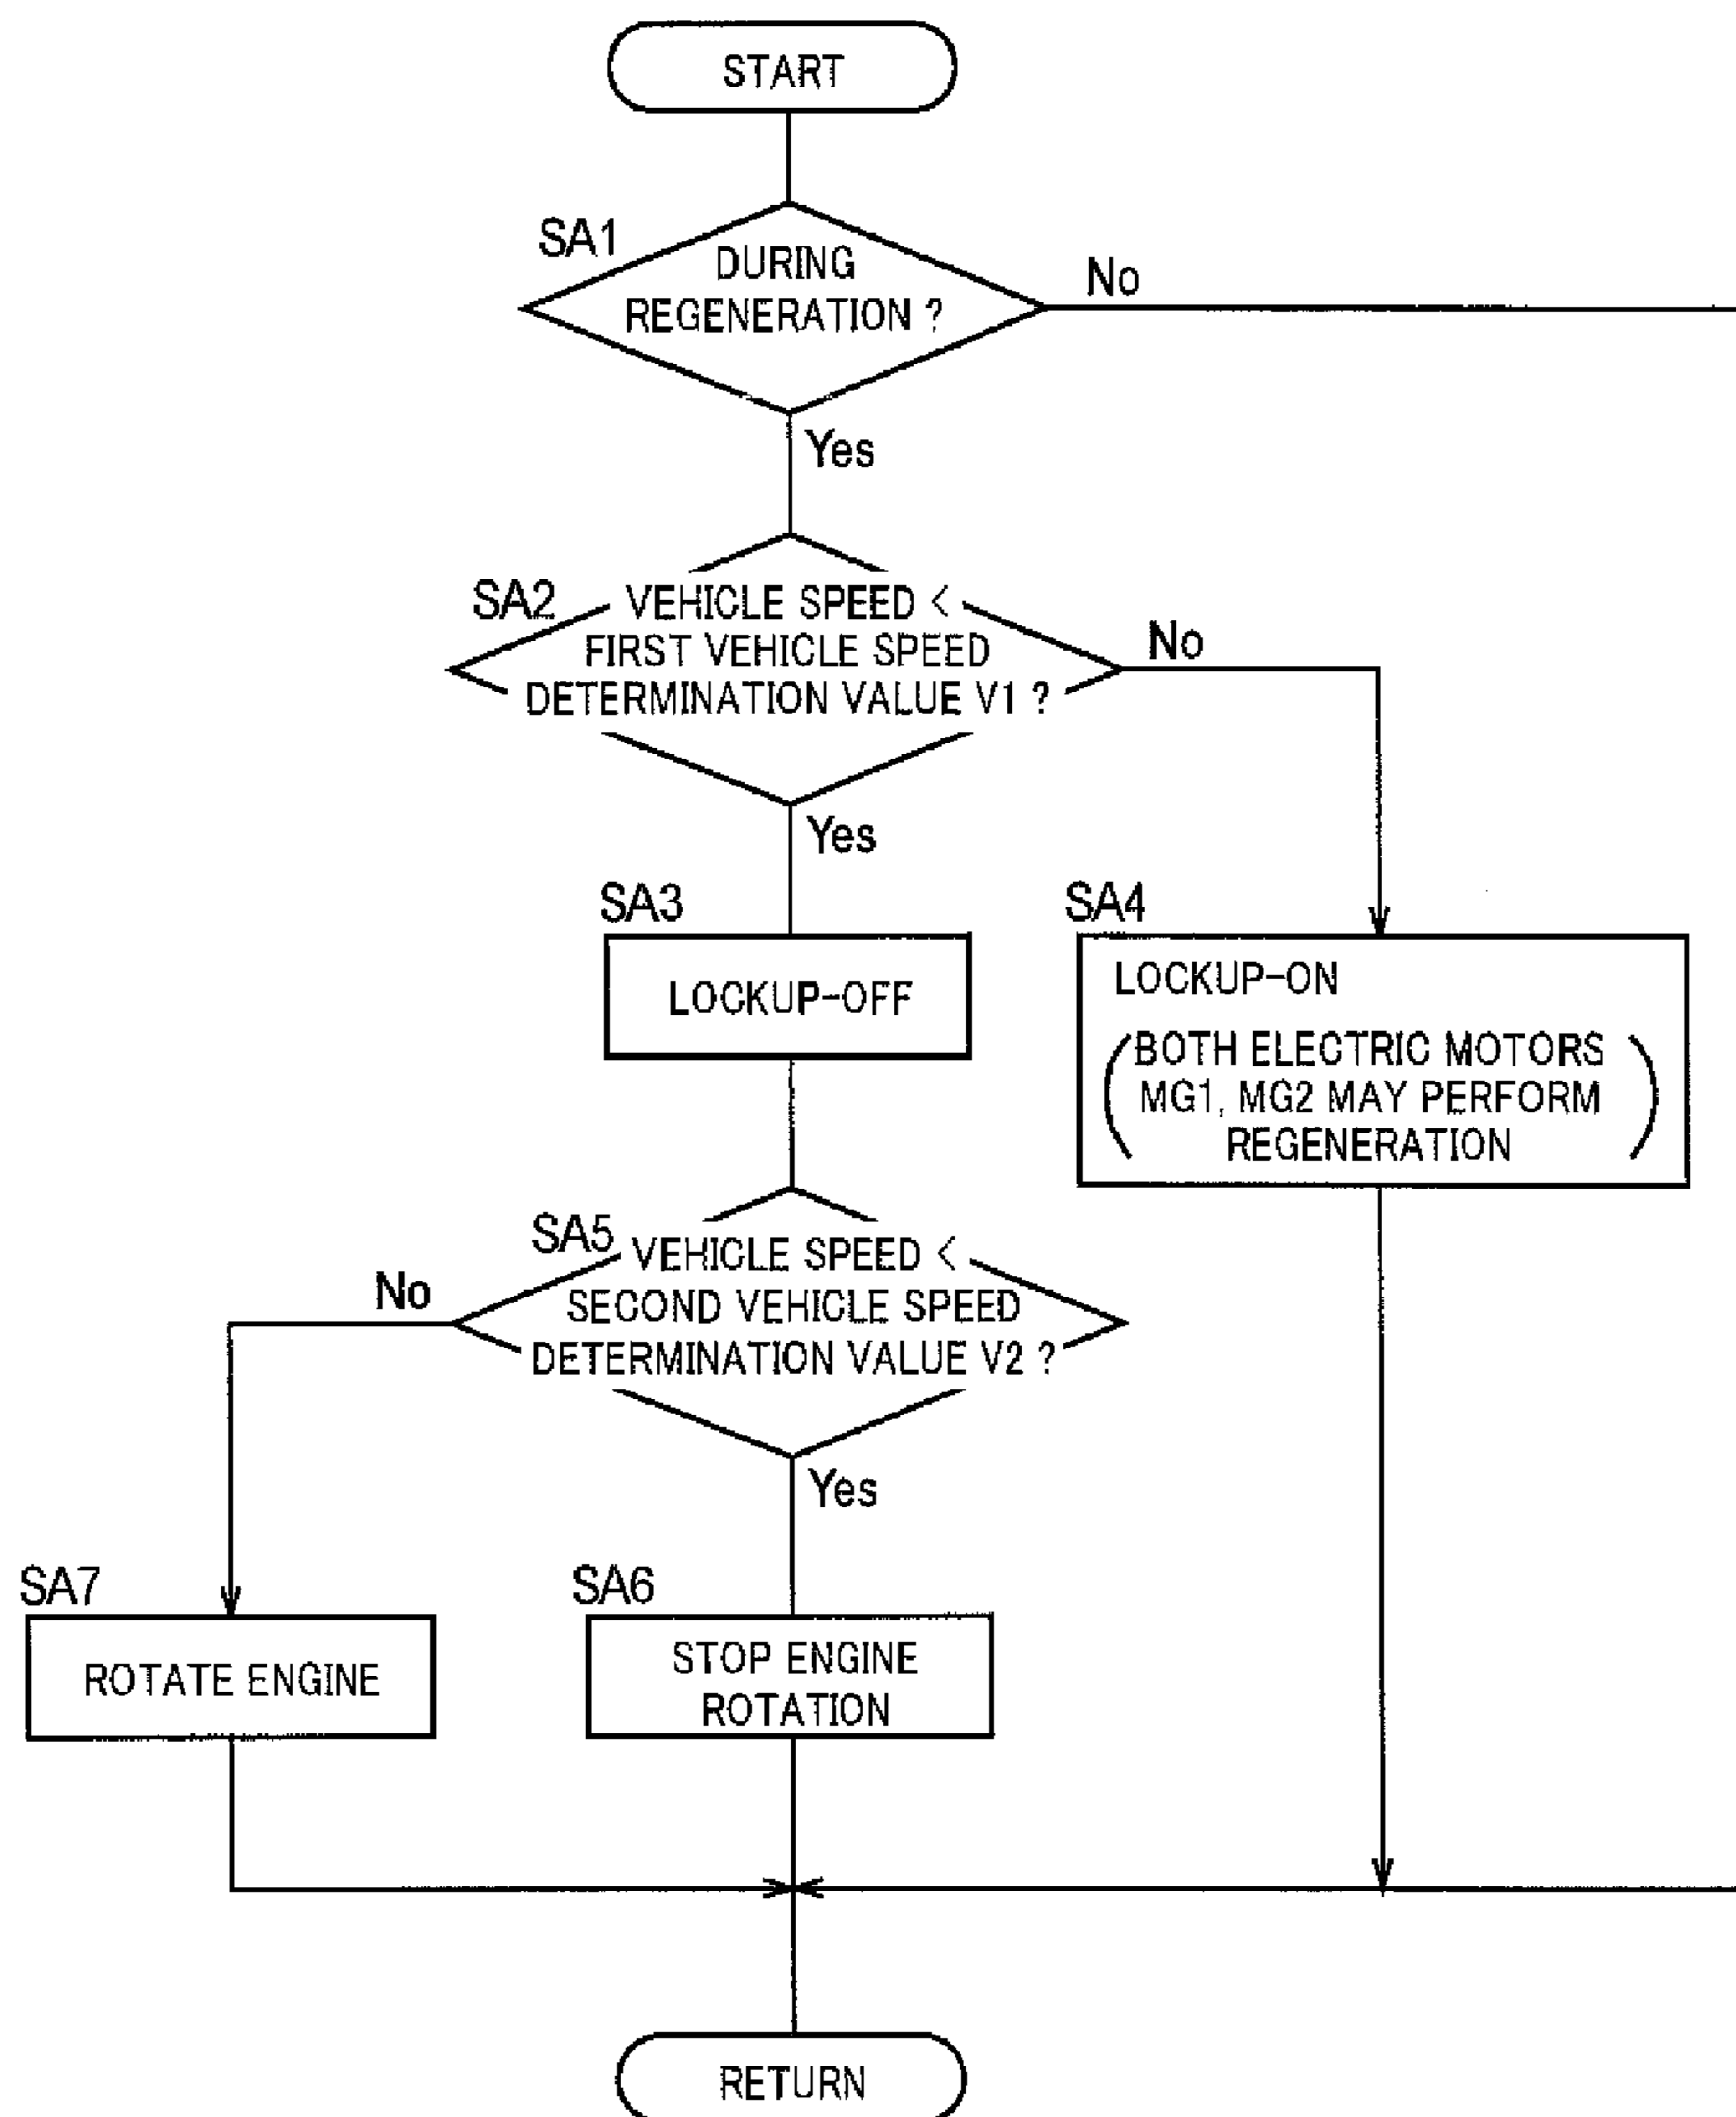 START
SA1
DURING
REGENERATION ?
No
Yes
SA2
VEHICLE SPEED <
FIRST VEHICLE SPEED
DETERMINATION VALUE V1 ?
No
Yes
SA3
LOCKUP-OFF
SA4
LOCKUP-ON
(BOTH ELECTRIC MOTORS
MG1, MG2 MAY PERFORM
REGENERATION)
SA5
VEHICLE SPEED <
SECOND VEHICLE SPEED
DETERMINATION VALUE V2 ?
No
Yes
SA7
ROTATE ENGINE
SA6
STOP ENGINE
ROTATION
RETURN